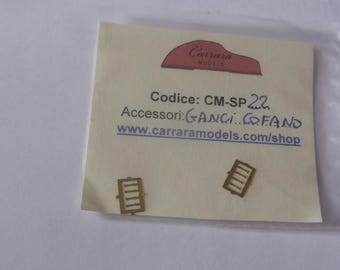 Carrara
MODELS
Codice: CM-SP22
Accessori: GANCI..COFANO
www.carraramodels.com/shop